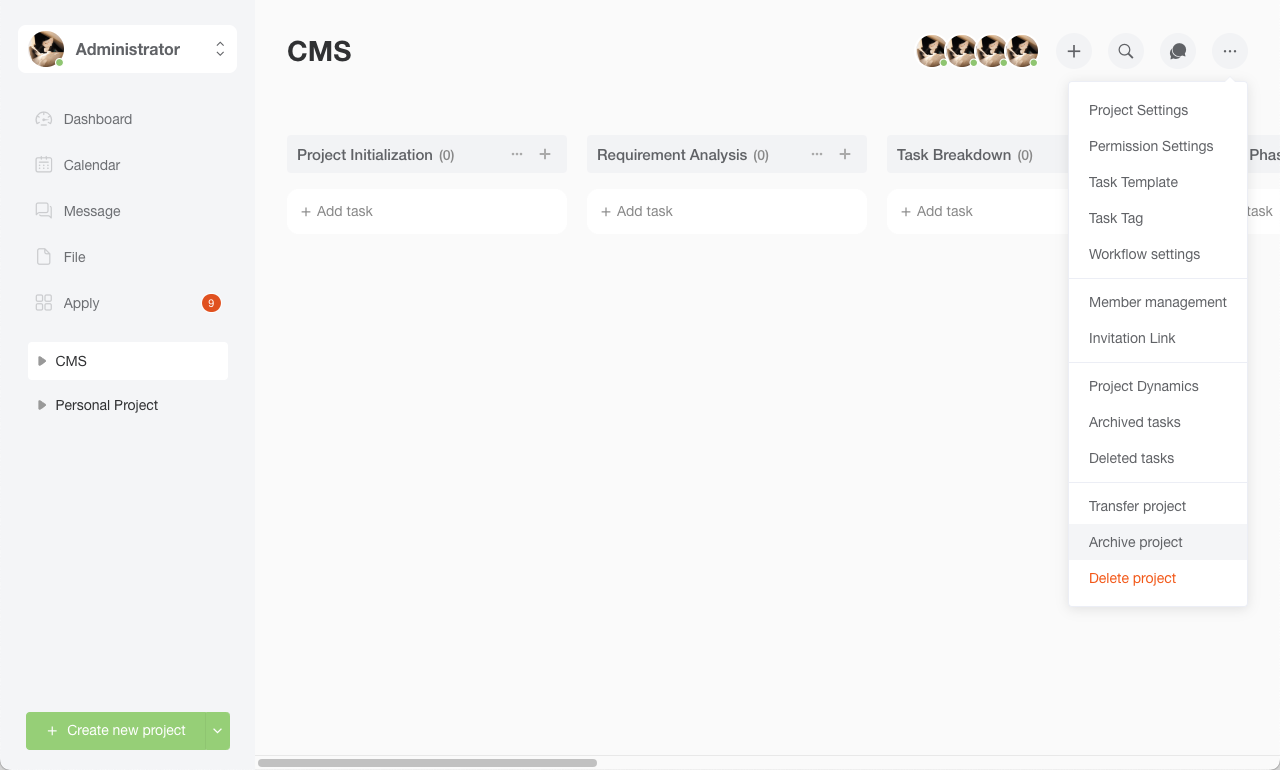 Administrator
Dashboard
Calendar
Message
File
Apply
9
CMS
Personal Project
+ Create new project
CMS
Project Initialization (0)
+ Add task
Requirement Analysis (0)
+ Add task
Task Breakdown (0)
+ Add task
Phas
task
Project Settings
Permission Settings
Task Template
Task Tag
Workflow settings
Member management
Invitation Link
Project Dynamics
Archived tasks
Deleted tasks
Transfer project
Archive project
Delete project